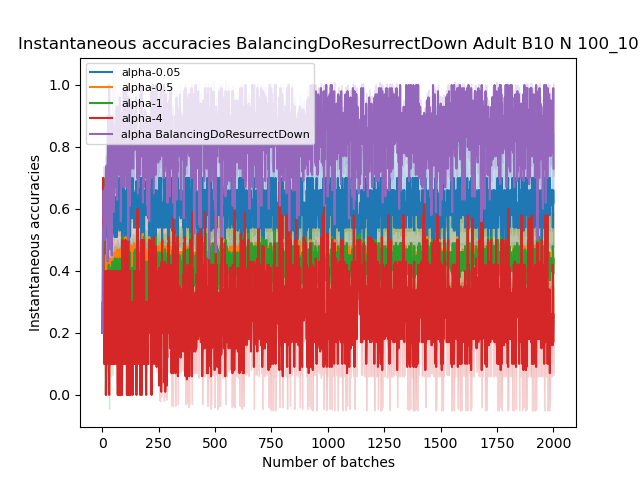 Instantaneous accuracies BalancingDoResurrectDown Adult B10 N 100_10
alpha-0.05
alpha-0.5
alpha-1
alpha-4
alpha BalancingDoResurrectDown
1.0
0.8
0.6
0.4
0.2
0.0
Instantaneous accuracies
0 250 500 750 1000 1250 1500 1750 2000
Number of batches